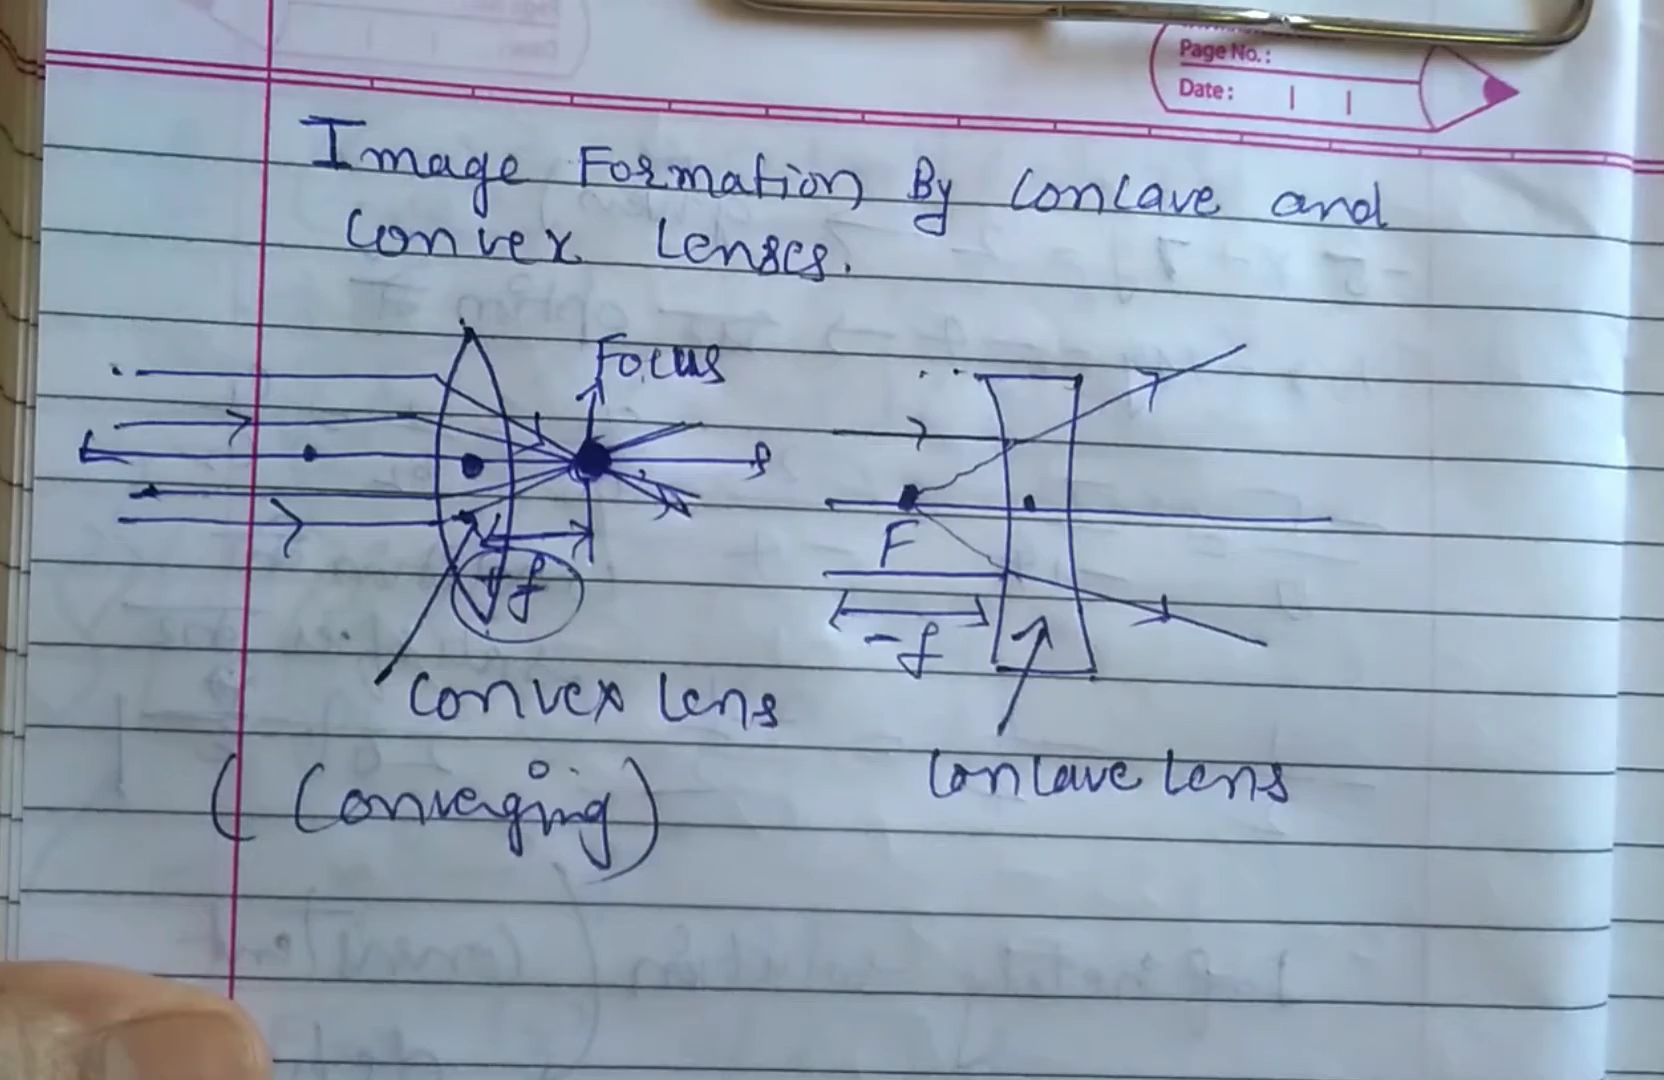 Page No.:
Date:
Image Formation By Concave and
Convex Lenses.
Focus
F
f
-f
Convex Lens
Concave Lens
(Converging)